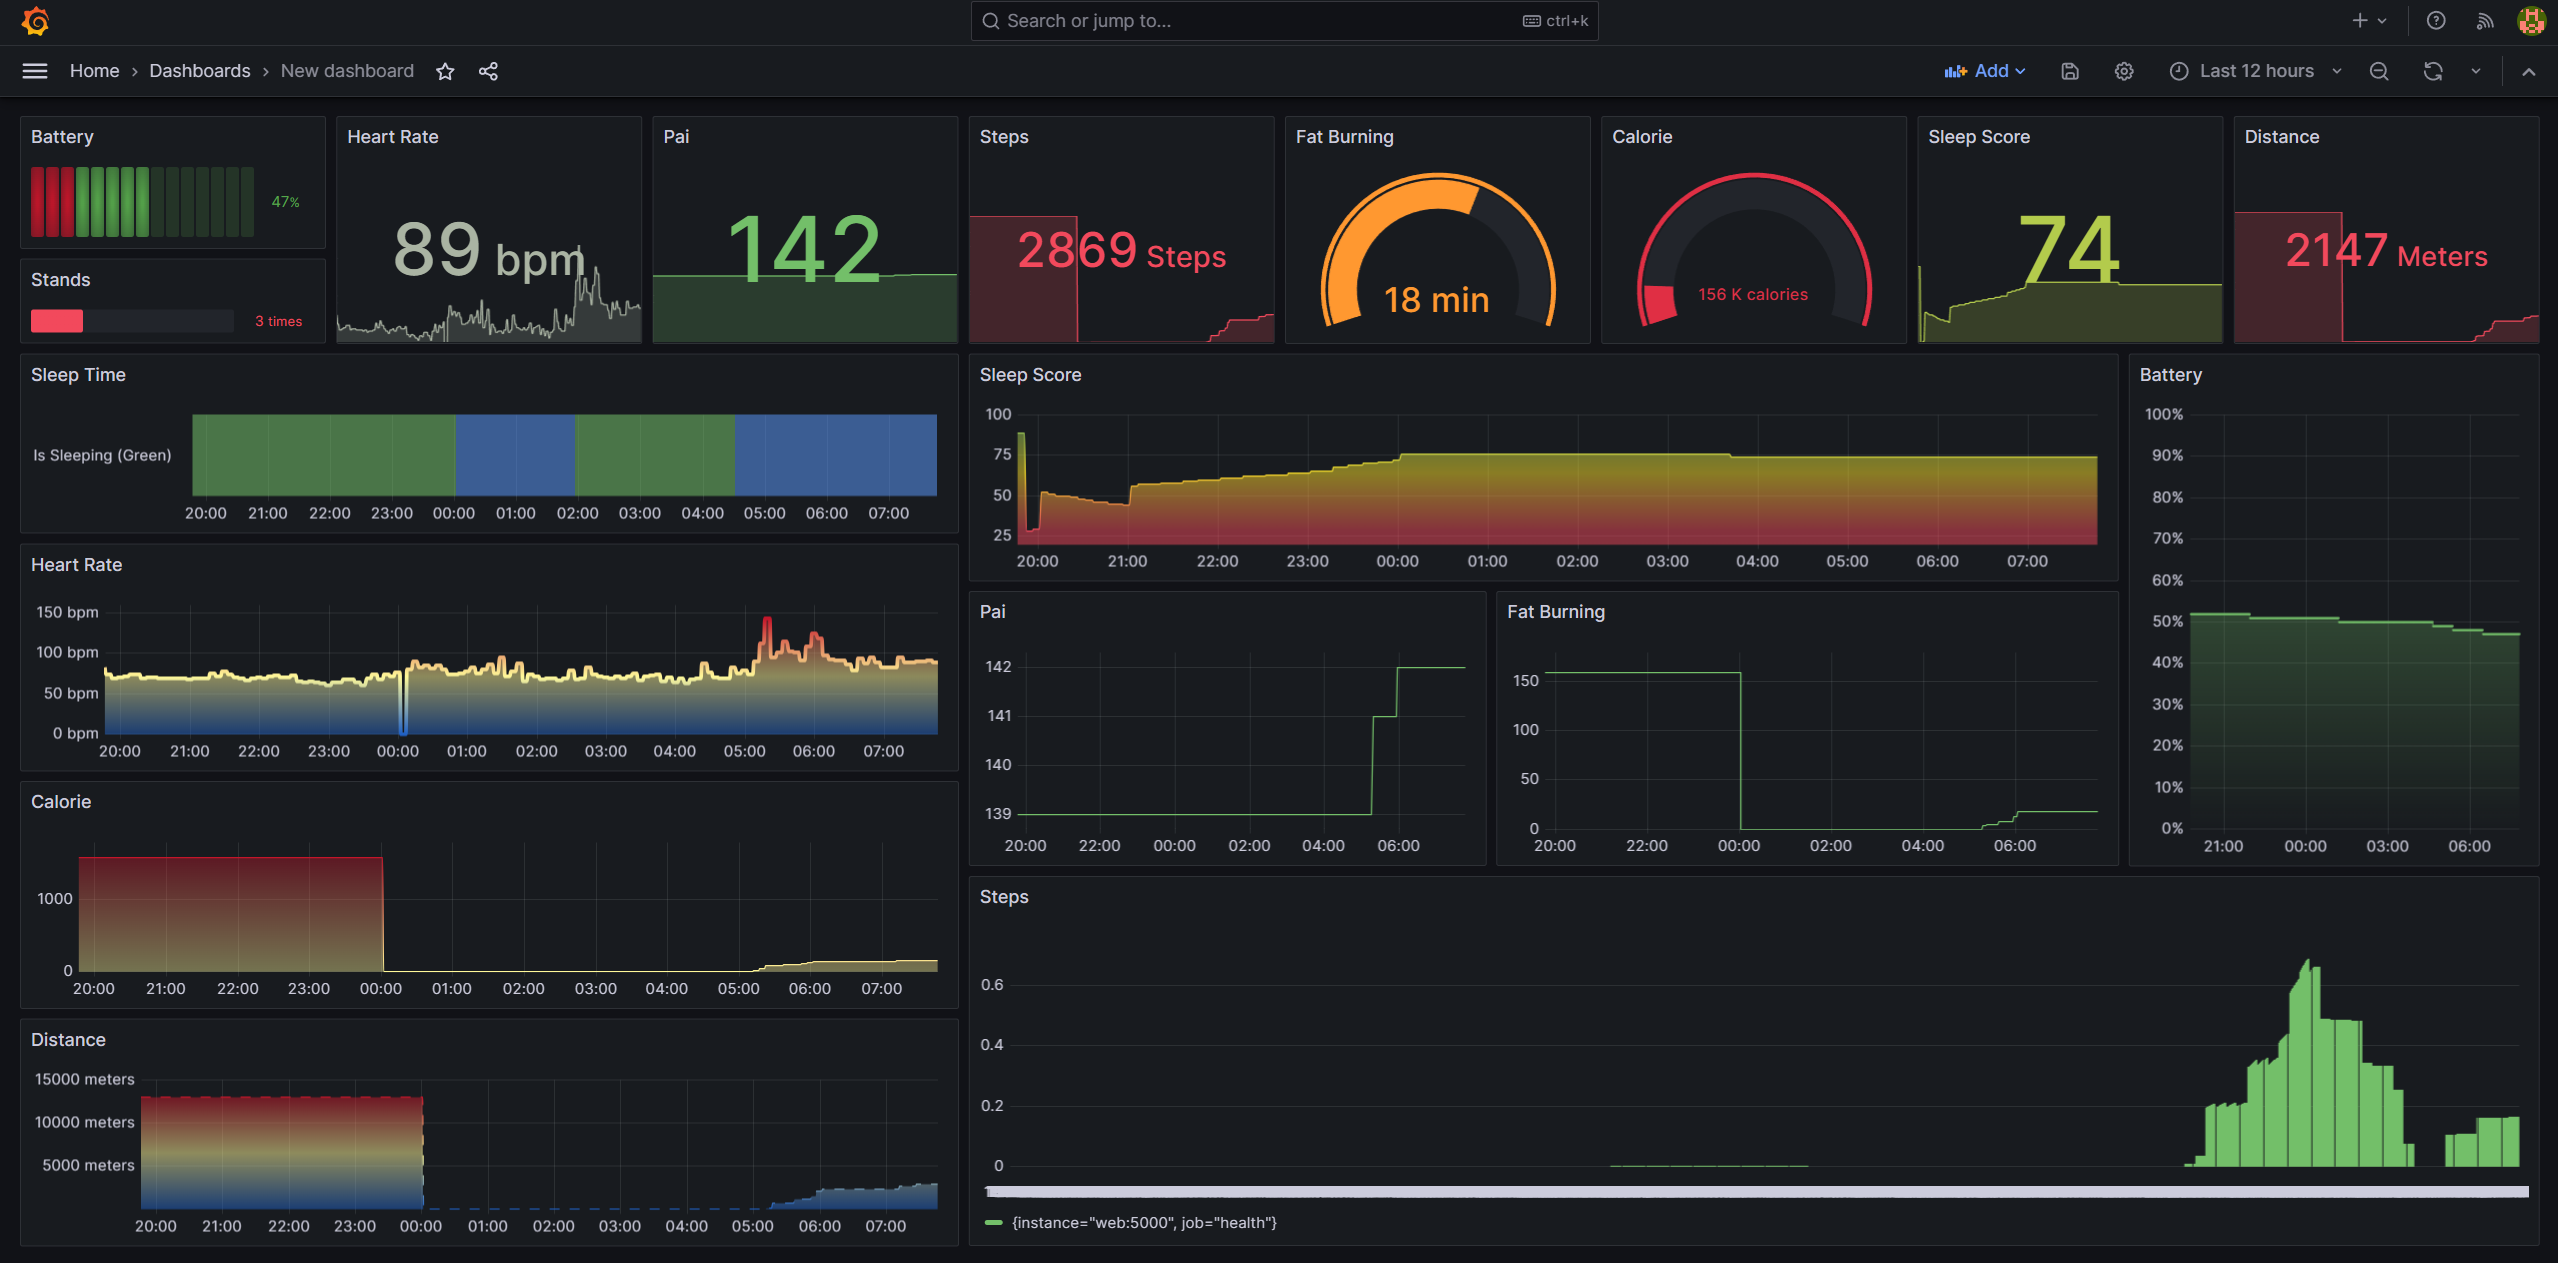 Search or jump to...
ctrl+k
Home › Dashboards › New dashboard
Add
Last 12 hours
Battery
47%
Stands
3 times
Heart Rate
89 bpm
Pai
142
Steps
2869 Steps
Fat Burning
18 min
Calorie
156 K calories
Sleep Score
74
Distance
2147 Meters
Sleep Time
Is Sleeping (Green)
20:00 21:00 22:00 23:00 00:00 01:00 02:00 03:00 04:00 05:00 06:00 07:00
Sleep Score
100
75
50
25
20:00 21:00 22:00 23:00 00:00 01:00 02:00 03:00 04:00 05:00 06:00 07:00
Battery
100%
90%
80%
70%
60%
50%
40%
30%
20%
10%
0%
21:00 00:00 03:00 06:00
Heart Rate
150 bpm
100 bpm
50 bpm
0 bpm
20:00 21:00 22:00 23:00 00:00 01:00 02:00 03:00 04:00 05:00 06:00 07:00
Pai
142
141
140
139
20:00 22:00 00:00 02:00 04:00 06:00
Fat Burning
150
100
50
0
20:00 22:00 00:00 02:00 04:00 06:00
Calorie
1000
0
20:00 21:00 22:00 23:00 00:00 01:00 02:00 03:00 04:00 05:00 06:00 07:00
Distance
15000 meters
10000 meters
5000 meters
20:00 21:00 22:00 23:00 00:00 01:00 02:00 03:00 04:00 05:00 06:00 07:00
Steps
0.6
0.4
0.2
0
{instance="web:5000", job="health"}